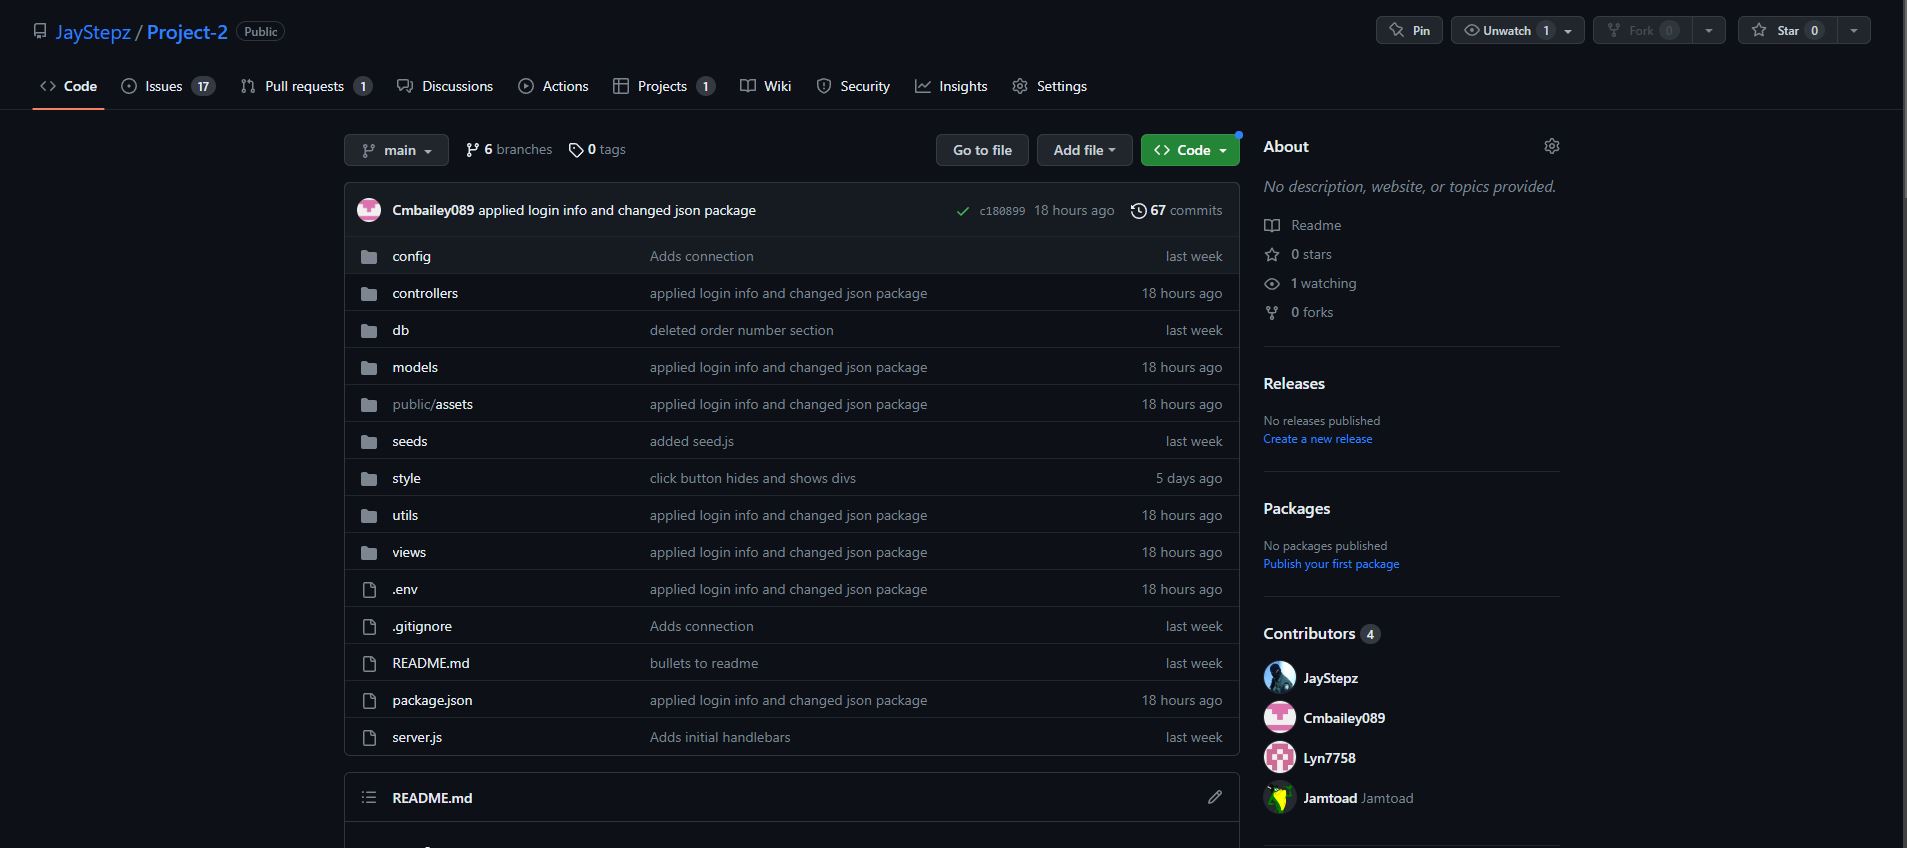 JayStepz / Project-2 Public
Pin Unwatch 1 Fork 0 Star 0
Code Issues 17 Pull requests 1 Discussions Actions Projects 1 Wiki Security Insights Settings
main 6 branches 0 tags Go to file Add file Code
Cmbailey089 applied login info and changed json package c180899 18 hours ago 67 commits
config Adds connection last week
controllers applied login info and changed json package 18 hours ago
db deleted order number section last week
models applied login info and changed json package 18 hours ago
public/assets applied login info and changed json package 18 hours ago
seeds added seed.js last week
style click button hides and shows divs 5 days ago
utils applied login info and changed json package 18 hours ago
views applied login info and changed json package 18 hours ago
.env applied login info and changed json package 18 hours ago
.gitignore Adds connection last week
README.md bullets to readme last week
package.json applied login info and changed json package 18 hours ago
server.js Adds initial handlebars last week
README.md
About
No description, website, or topics provided.
Readme
0 stars
1 watching
0 forks
Releases
No releases published
Create a new release
Packages
No packages published
Publish your first package
Contributors 4
JayStepz
Cmbailey089
Lyn7758
Jamtoad Jamtoad